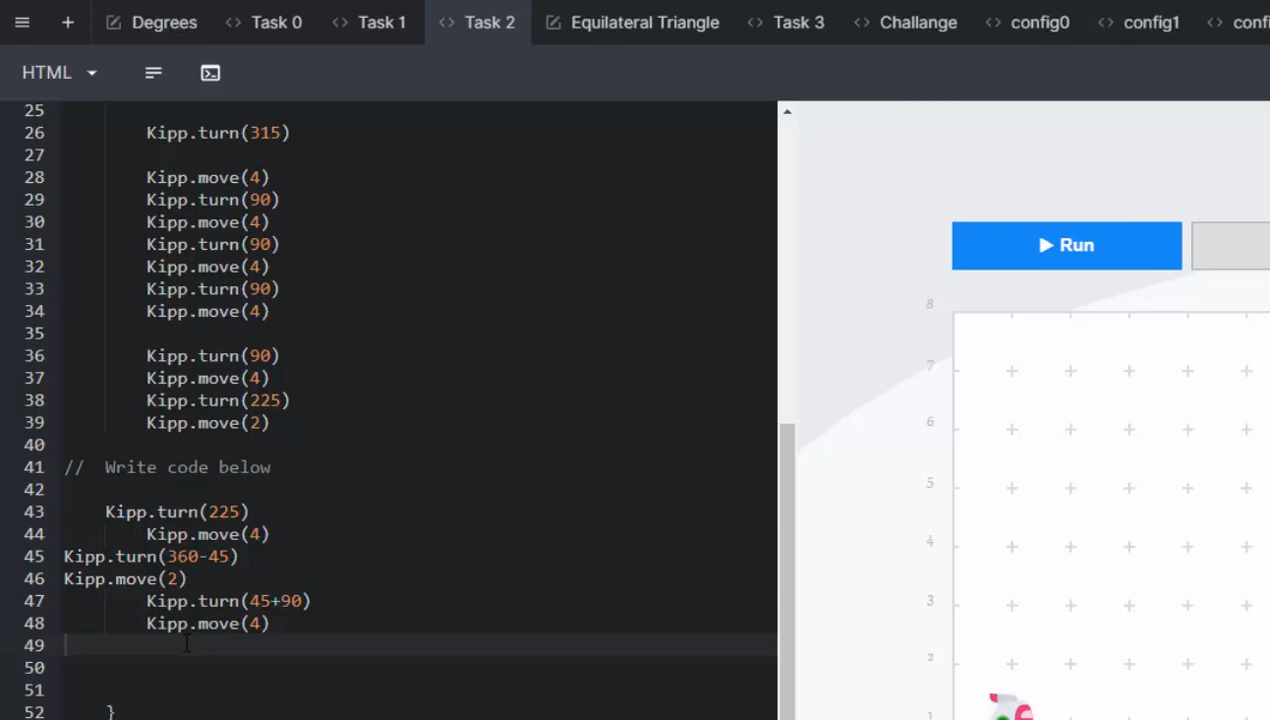 Degrees Task 0 Task 1 Task 2 Equilateral Triangle Task 3 Challange config0 config1
HTML
25
26 Kipp.turn(315)
27
28 Kipp.move(4)
29 Kipp.turn(90)
30 Kipp.move(4)
31 Kipp.turn(90)
32 Kipp.move(4)
33 Kipp.turn(90)
34 Kipp.move(4)
35
36 Kipp.turn(90)
37 Kipp.move(4)
38 Kipp.turn(225)
39 Kipp.move(2)
40
41 // Write code below
42
43 Kipp.turn(225)
44 Kipp.move(4)
45 Kipp.turn(360-45)
46 Kipp.move(2)
47 Kipp.turn(45+90)
48 Kipp.move(4)
49
50
51
52 }
Run
8
7
6
5
4
3
2
1